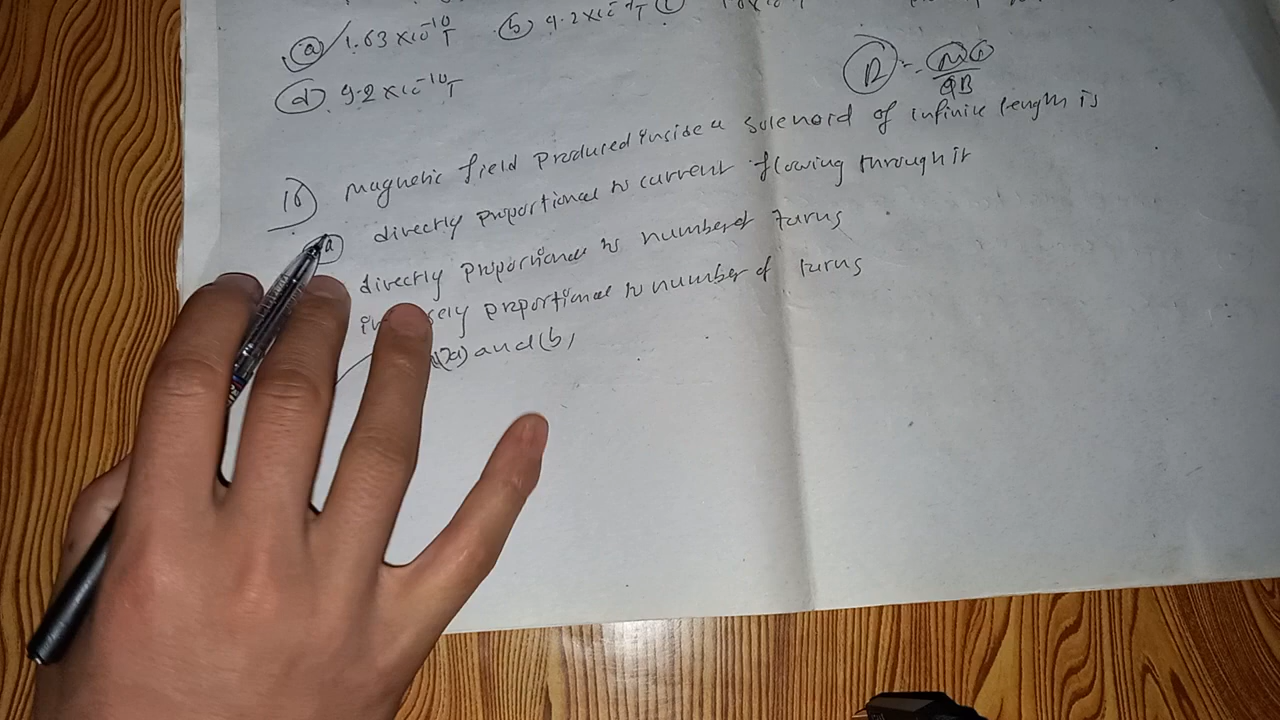 (a) 1.63 ×10⁻¹⁰ T (b) 9.2×10 T (c)
(d) 9.2 ×10⁻¹⁰T
R = mv / qB
16) magnetic field produced inside a solenoid of infinite length is
(a) directly proportional to current flowing through it
directly proportional to number of turns
proportional to number of turns
(a) and (b)